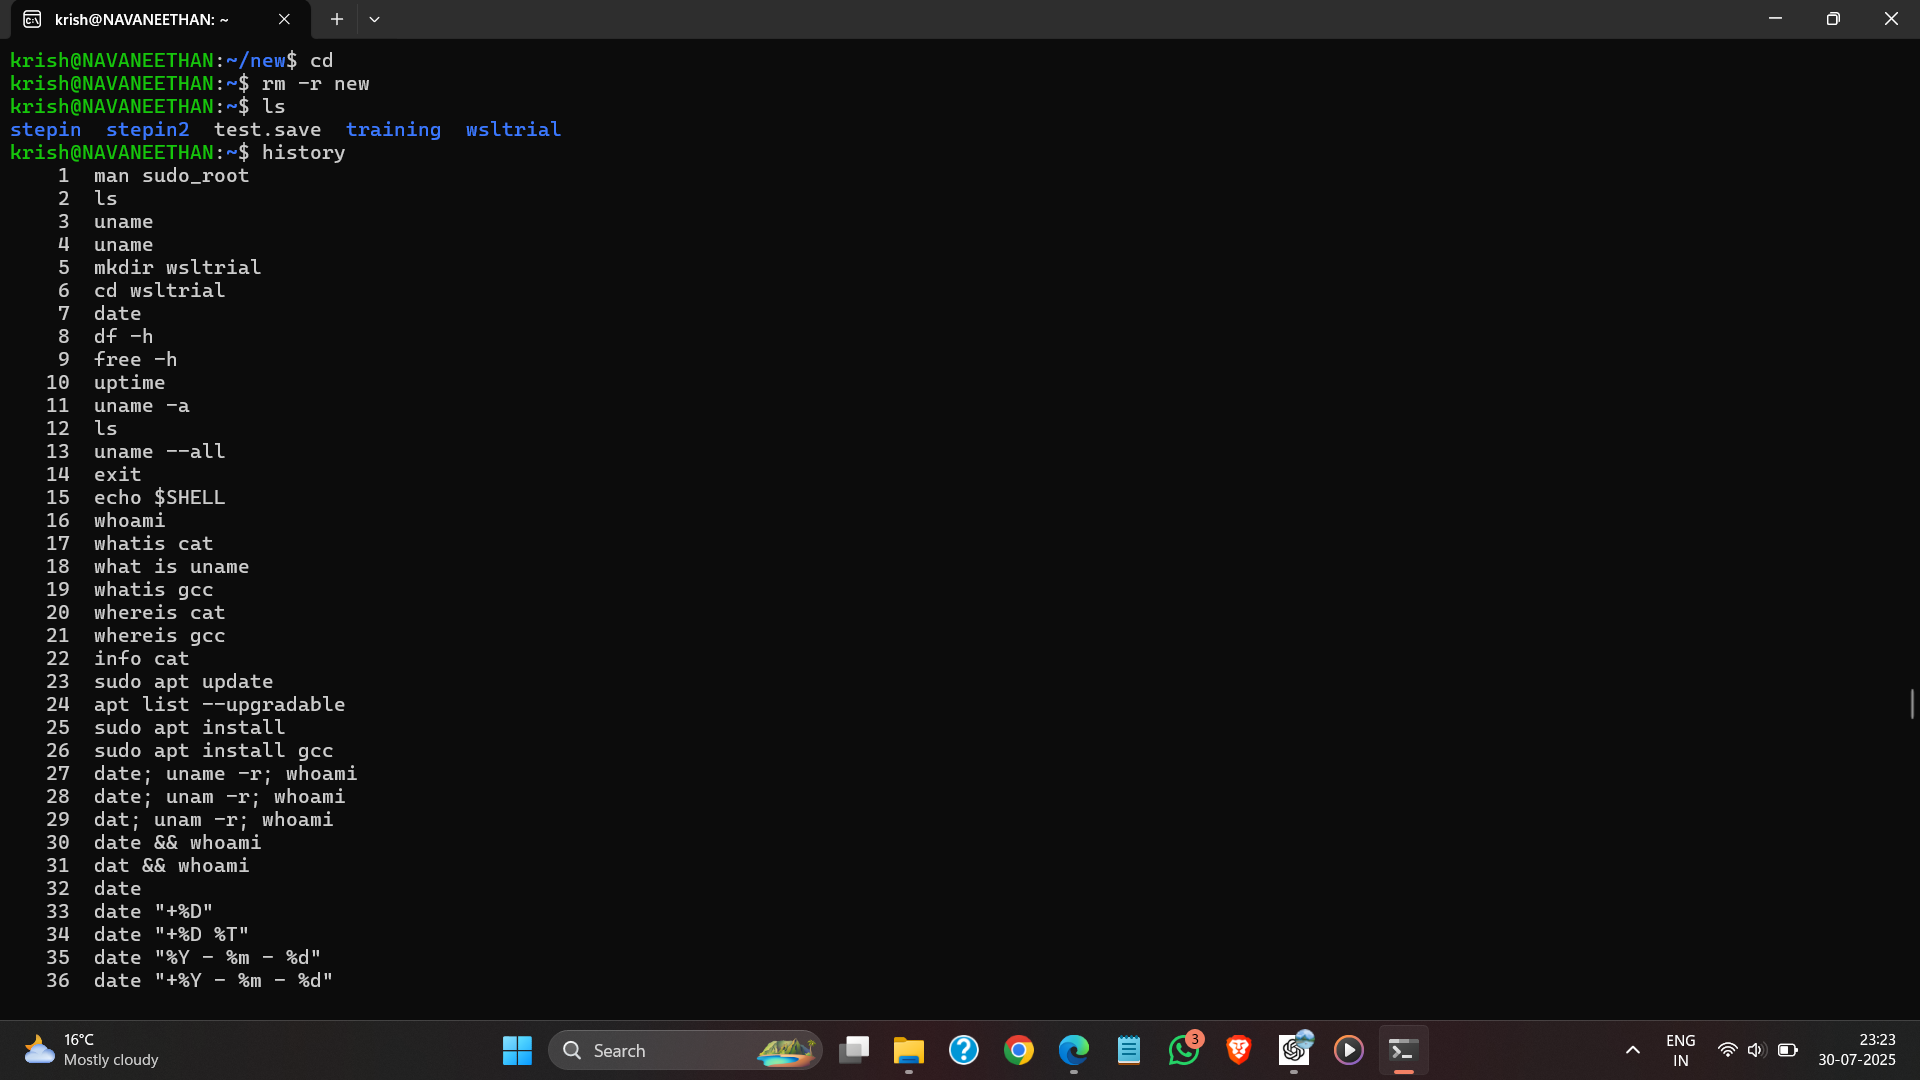 krish@NAVANEETHAN: ~
krish@NAVANEETHAN:~/new$ cd
krish@NAVANEETHAN:~$ rm -r new
krish@NAVANEETHAN:~$ ls
stepin  stepin2  test.save  training  wsltrial
krish@NAVANEETHAN:~$ history
1  man sudo_root
2  ls
3  uname
4  uname
5  mkdir wsltrial
6  cd wsltrial
7  date
8  df -h
9  free -h
10  uptime
11  uname -a
12  ls
13  uname --all
14  exit
15  echo $SHELL
16  whoami
17  whatis cat
18  what is uname
19  whatis gcc
20  whereis cat
21  whereis gcc
22  info cat
23  sudo apt update
24  apt list --upgradable
25  sudo apt install
26  sudo apt install gcc
27  date; uname -r; whoami
28  date; unam -r; whoami
29  dat; unam -r; whoami
30  date && whoami
31  dat && whoami
32  date
33  date "+%D"
34  date "+%D %T"
35  date "%Y - %m - %d"
36  date "+%Y - %m - %d"
16°C
Mostly cloudy
Search
3
ENG
IN
23:23
30-07-2025